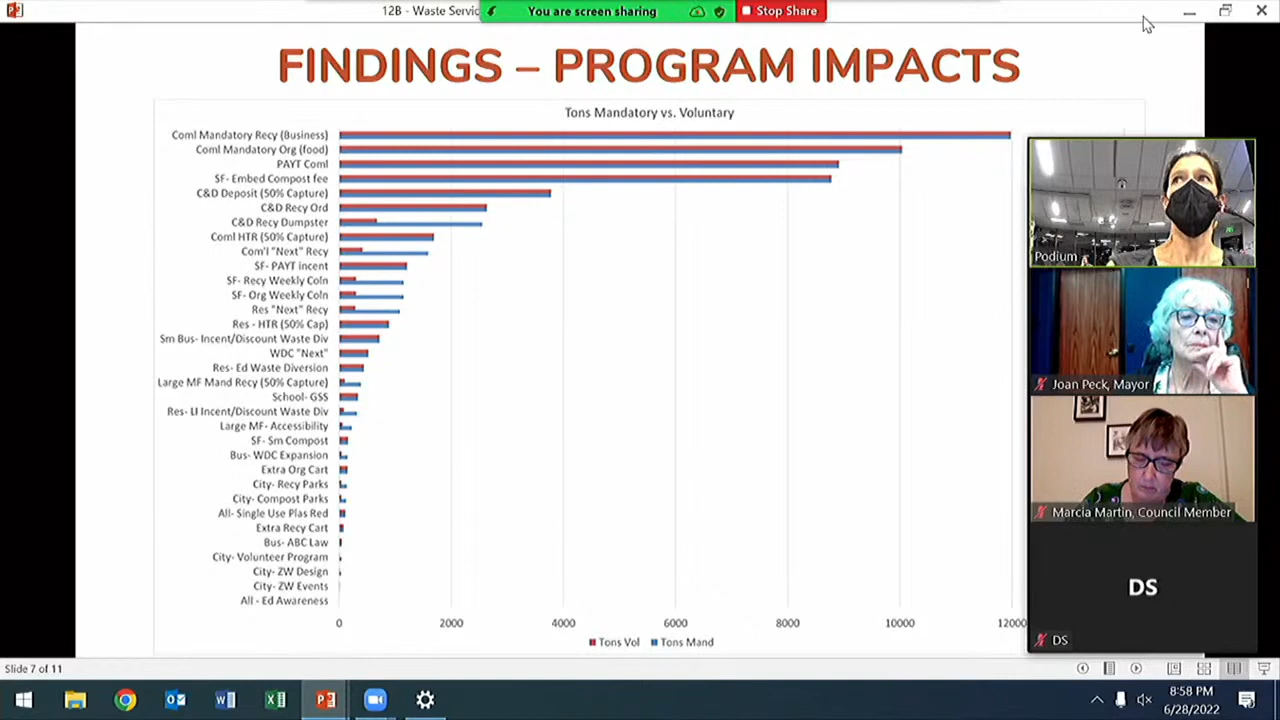 12B - Waste Servic
You are screen sharing
Stop Share
FINDINGS – PROGRAM IMPACTS
Tons Mandatory vs. Voluntary
Coml Mandatory Recy (Business)
Coml Mandatory Org (food)
PAYT Coml
SF- Embed Compost fee
C&D Deposit (50% Capture)
C&D Recy Ord
C&D Recy Dumpster
Coml HTR (50% Capture)
Com'l "Next" Recy
SF- PAYT incent
SF- Recy Weekly Coln
SF- Org Weekly Coln
Res "Next" Recy
Res - HTR (50% Cap)
Sm Bus- Incent/Discount Waste Div
WDC "Next"
Res- Ed Waste Diversion
Large MF Mand Recy (50% Capture)
School- GSS
Res- LI Incent/Discount Waste Div
Large MF- Accessibility
SF- Sm Compost
Bus- WDC Expansion
Extra Org Cart
City- Recy Parks
City- Compost Parks
All- Single Use Plas Red
Extra Recy Cart
Bus- ABC Law
City- Volunteer Program
City- ZW Design
City- ZW Events
All - Ed Awareness
0 2000 4000 6000 8000 10000 12000
Tons Vol Tons Mand
Podium
Joan Peck, Mayor
Marcia Martin, Council Member
DS
DS
Slide 7 of 11
8:58 PM
6/28/2022